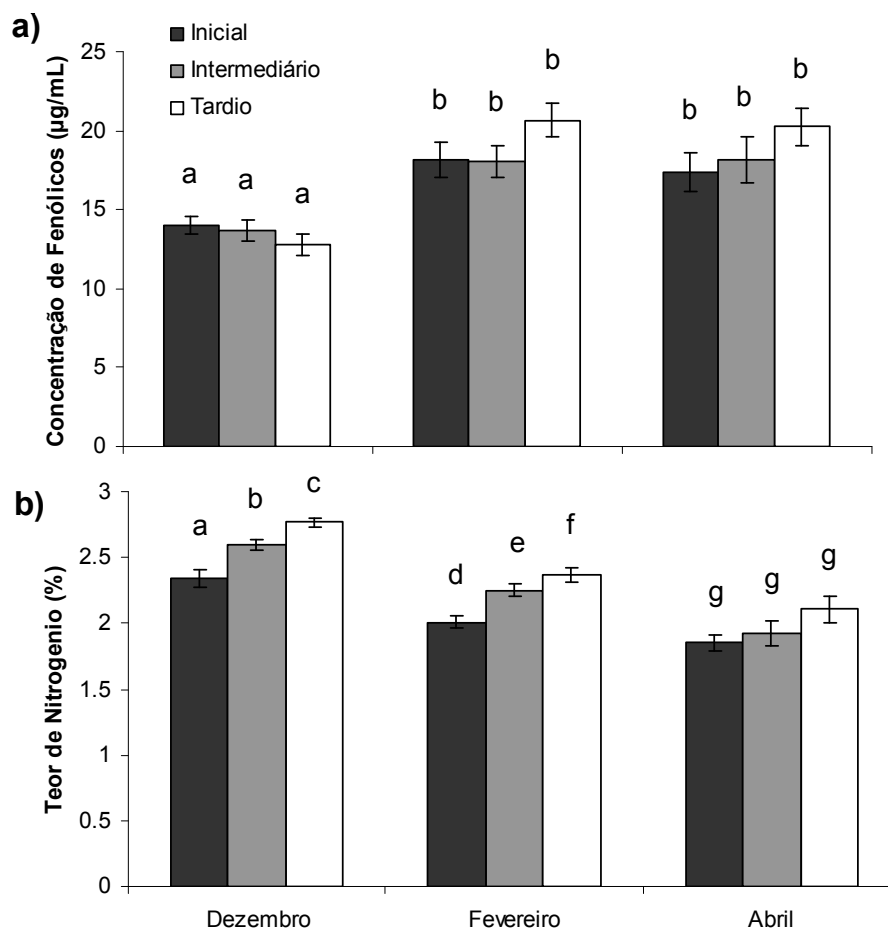 a)
Inicial
Intermediário
Tardio
Concentração de Fenólicos (µg/mL)
25
20
15
10
5
0
a
a
a
b
b
b
b
b
b
b)
Teor de Nitrogenio (%)
3
2.5
2
1.5
1
0.5
0
a
b
c
d
e
f
g
g
g
Dezembro
Fevereiro
Abril